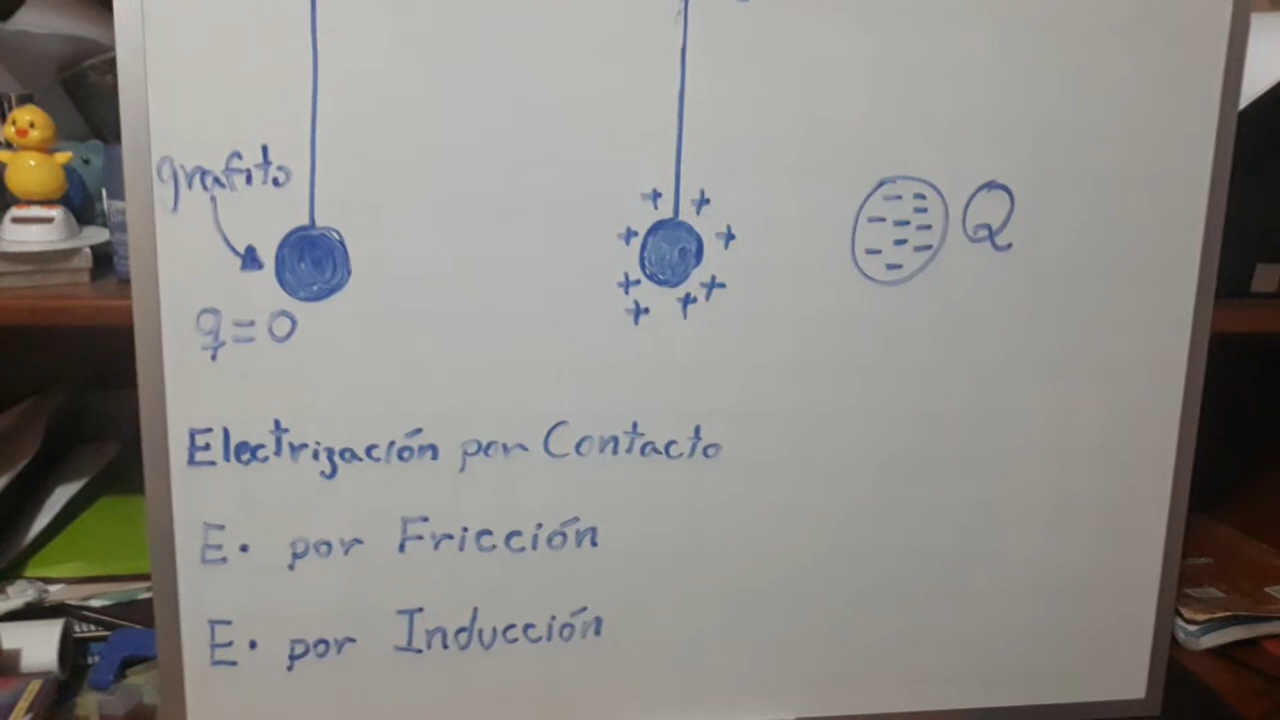 grafito
q=0
Q
Electrización por Contacto
E. por Fricción
E. por Inducción